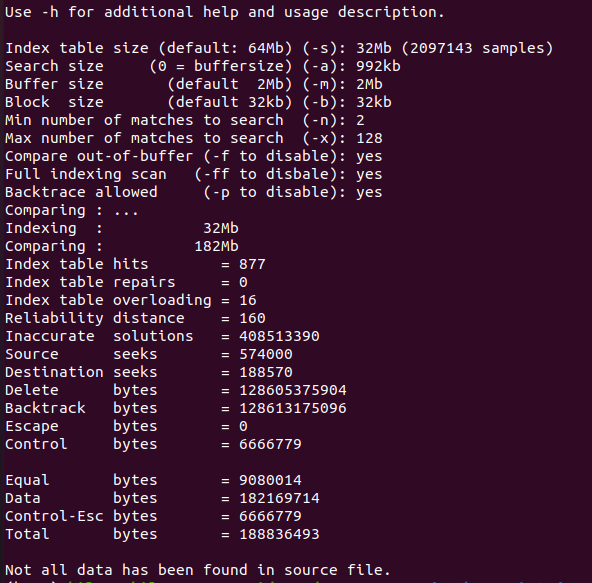 Use -h for additional help and usage description.

Index table size (default: 64Mb) (-s): 32Mb (2097143 samples)
Search size     (0 = buffersize) (-a): 992kb
Buffer size       (default  2Mb) (-m): 2Mb
Block  size       (default 32kb) (-b): 32kb
Min number of matches to search  (-n): 2
Max number of matches to search  (-x): 128
Compare out-of-buffer (-f to disable): yes
Full indexing scan   (-ff to disbale): yes
Backtrace allowed     (-p to disable): yes
Comparing : ...
Indexing  :           32Mb
Comparing :          182Mb
Index table hits        = 877
Index table repairs     = 0
Index table overloading = 16
Reliability distance    = 160
Inaccurate  solutions   = 408513390
Source      seeks       = 574000
Destination seeks       = 188570
Delete      bytes       = 128605375904
Backtrack   bytes       = 128613175096
Escape      bytes       = 0
Control     bytes       = 6666779

Equal       bytes       = 9080014
Data        bytes       = 182169714
Control-Esc bytes       = 6666779
Total       bytes       = 188836493

Not all data has been found in source file.